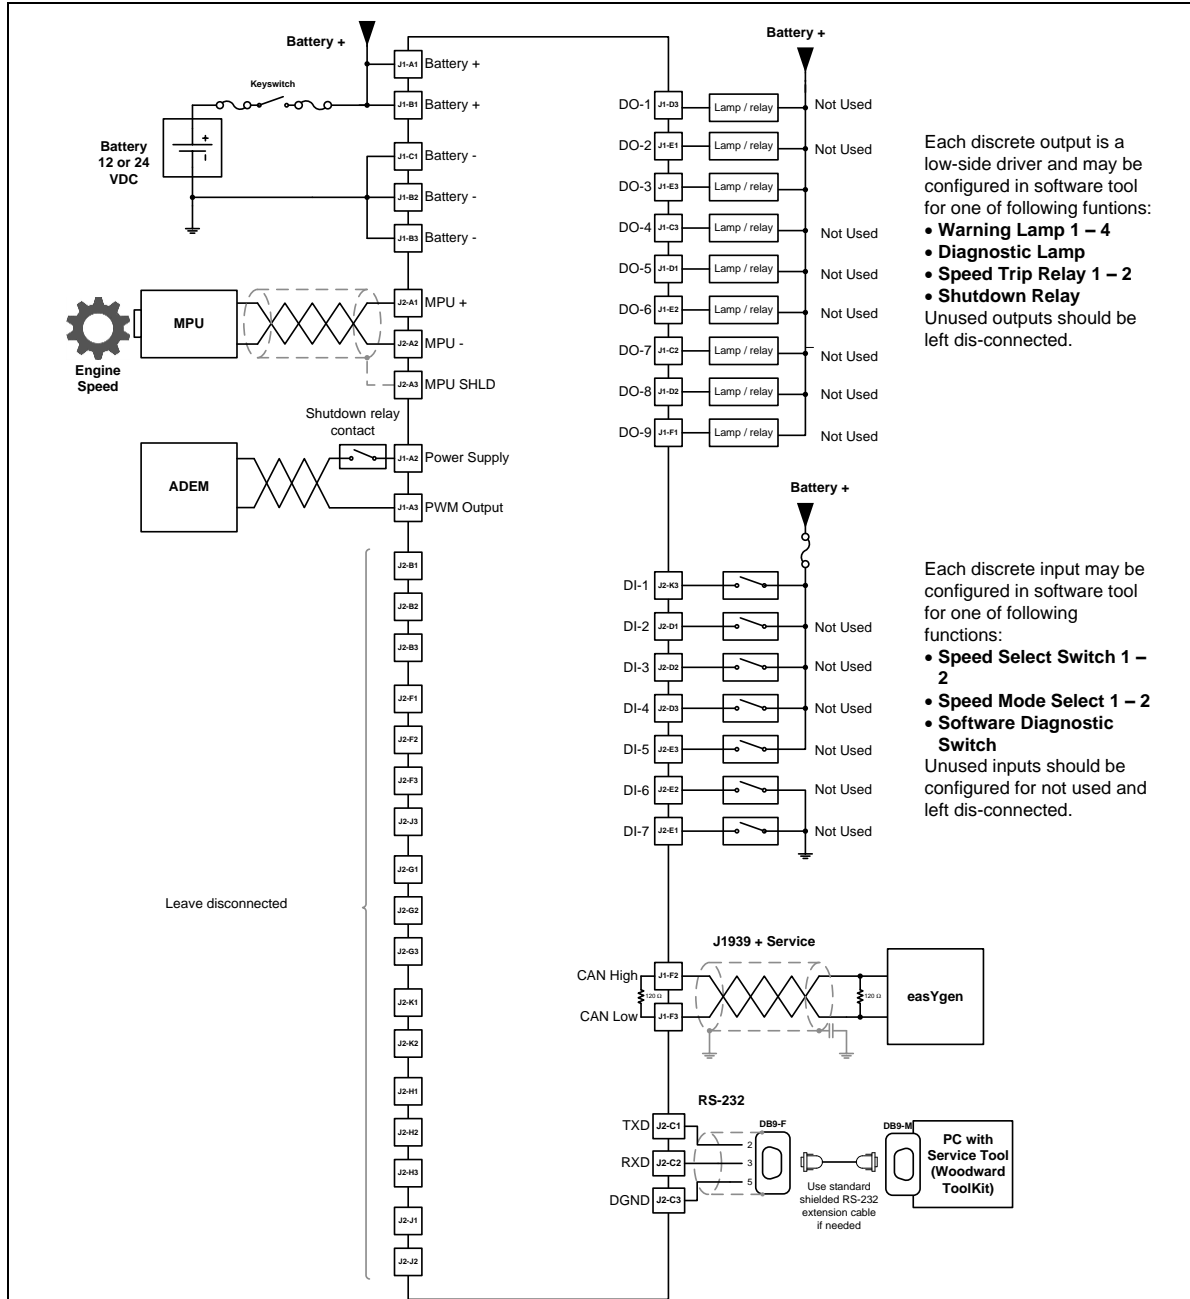 Battery +
J1-A1 Battery +
Keyswitch
J1-B1 Battery +
Battery
12 or 24
VDC
+
-
J1-C1 Battery -
J1-B2 Battery -
J1-B3 Battery -
MPU
Engine
Speed
J2-A1 MPU +
J2-A2 MPU -
J2-A3 MPU SHLD
Shutdown relay
contact
ADEM
J1-A2 Power Supply
J1-A3 PWM Output
Leave disconnected
J2-B1
J2-B2
J2-B3
J2-F1
J2-F2
J2-F3
J2-J3
J2-G1
J2-G2
J2-G3
J2-K1
J2-K2
J2-H1
J2-H2
J2-H3
J2-J1
J2-J2
Battery +
DO-1 J1-D3 Lamp / relay Not Used
DO-2 J1-E1 Lamp / relay Not Used
DO-3 J1-E3 Lamp / relay
DO-4 J1-C3 Lamp / relay Not Used
DO-5 J1-D1 Lamp / relay Not Used
DO-6 J1-E2 Lamp / relay Not Used
DO-7 J1-C2 Lamp / relay Not Used
DO-8 J1-D2 Lamp / relay Not Used
DO-9 J1-F1 Lamp / relay Not Used
Each discrete output is a
low-side driver and may be
configured in software tool
for one of following funtions:
• Warning Lamp 1 – 4
• Diagnostic Lamp
• Speed Trip Relay 1 – 2
• Shutdown Relay
Unused outputs should be
left dis-connected.
Battery +
DI-1 J2-K3
DI-2 J2-D1 Not Used
DI-3 J2-D2 Not Used
DI-4 J2-D3 Not Used
DI-5 J2-E3 Not Used
DI-6 J2-E2 Not Used
DI-7 J2-E1 Not Used
Each discrete input may be
configured in software tool
for one of following
functions:
• Speed Select Switch 1 –
2
• Speed Mode Select 1 – 2
• Software Diagnostic
Switch
Unused inputs should be
configured for not used and
left dis-connected.
J1939 + Service
CAN High J1-F2
120 Ω
CAN Low J1-F3
120 Ω
easYgen
RS-232
TXD J2-C1
RXD J2-C2
DGND J2-C3
2
3
5
DB9-F
Use standard
shielded RS-232
extension cable
if needed
DB9-M
PC with
Service Tool
(Woodward
ToolKit)